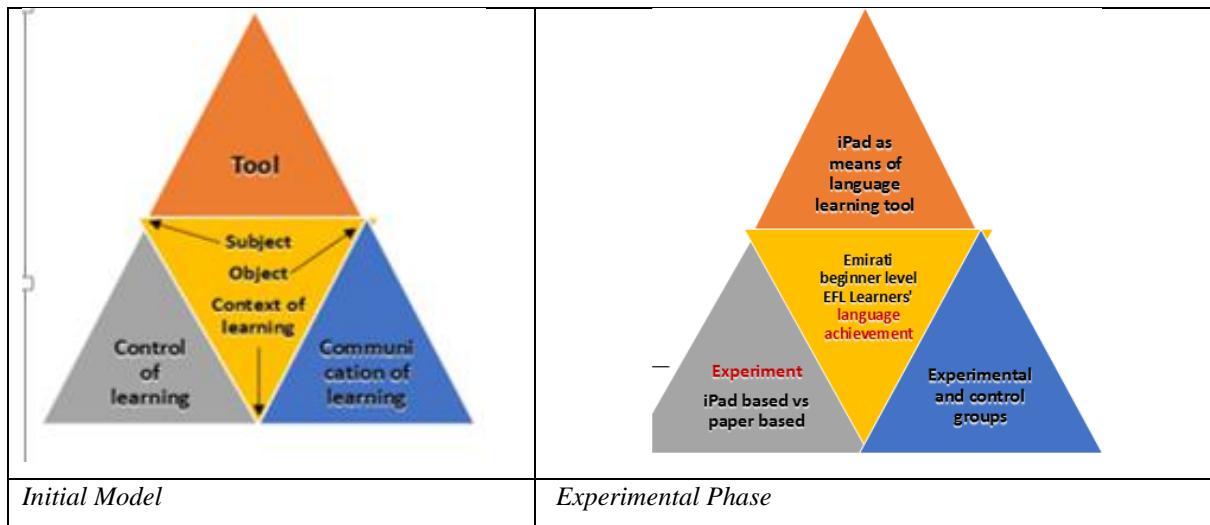 Tool
Subject
Object
Context of
learning
Control
of
learning
Communi
cation of
learning
iPad as
means of
language
learning tool
Emirati
beginner level
EFL Learners'
language
achievement
Experiment
iPad based vs
paper based
Experimental
and control
groups
Initial Model
Experimental Phase